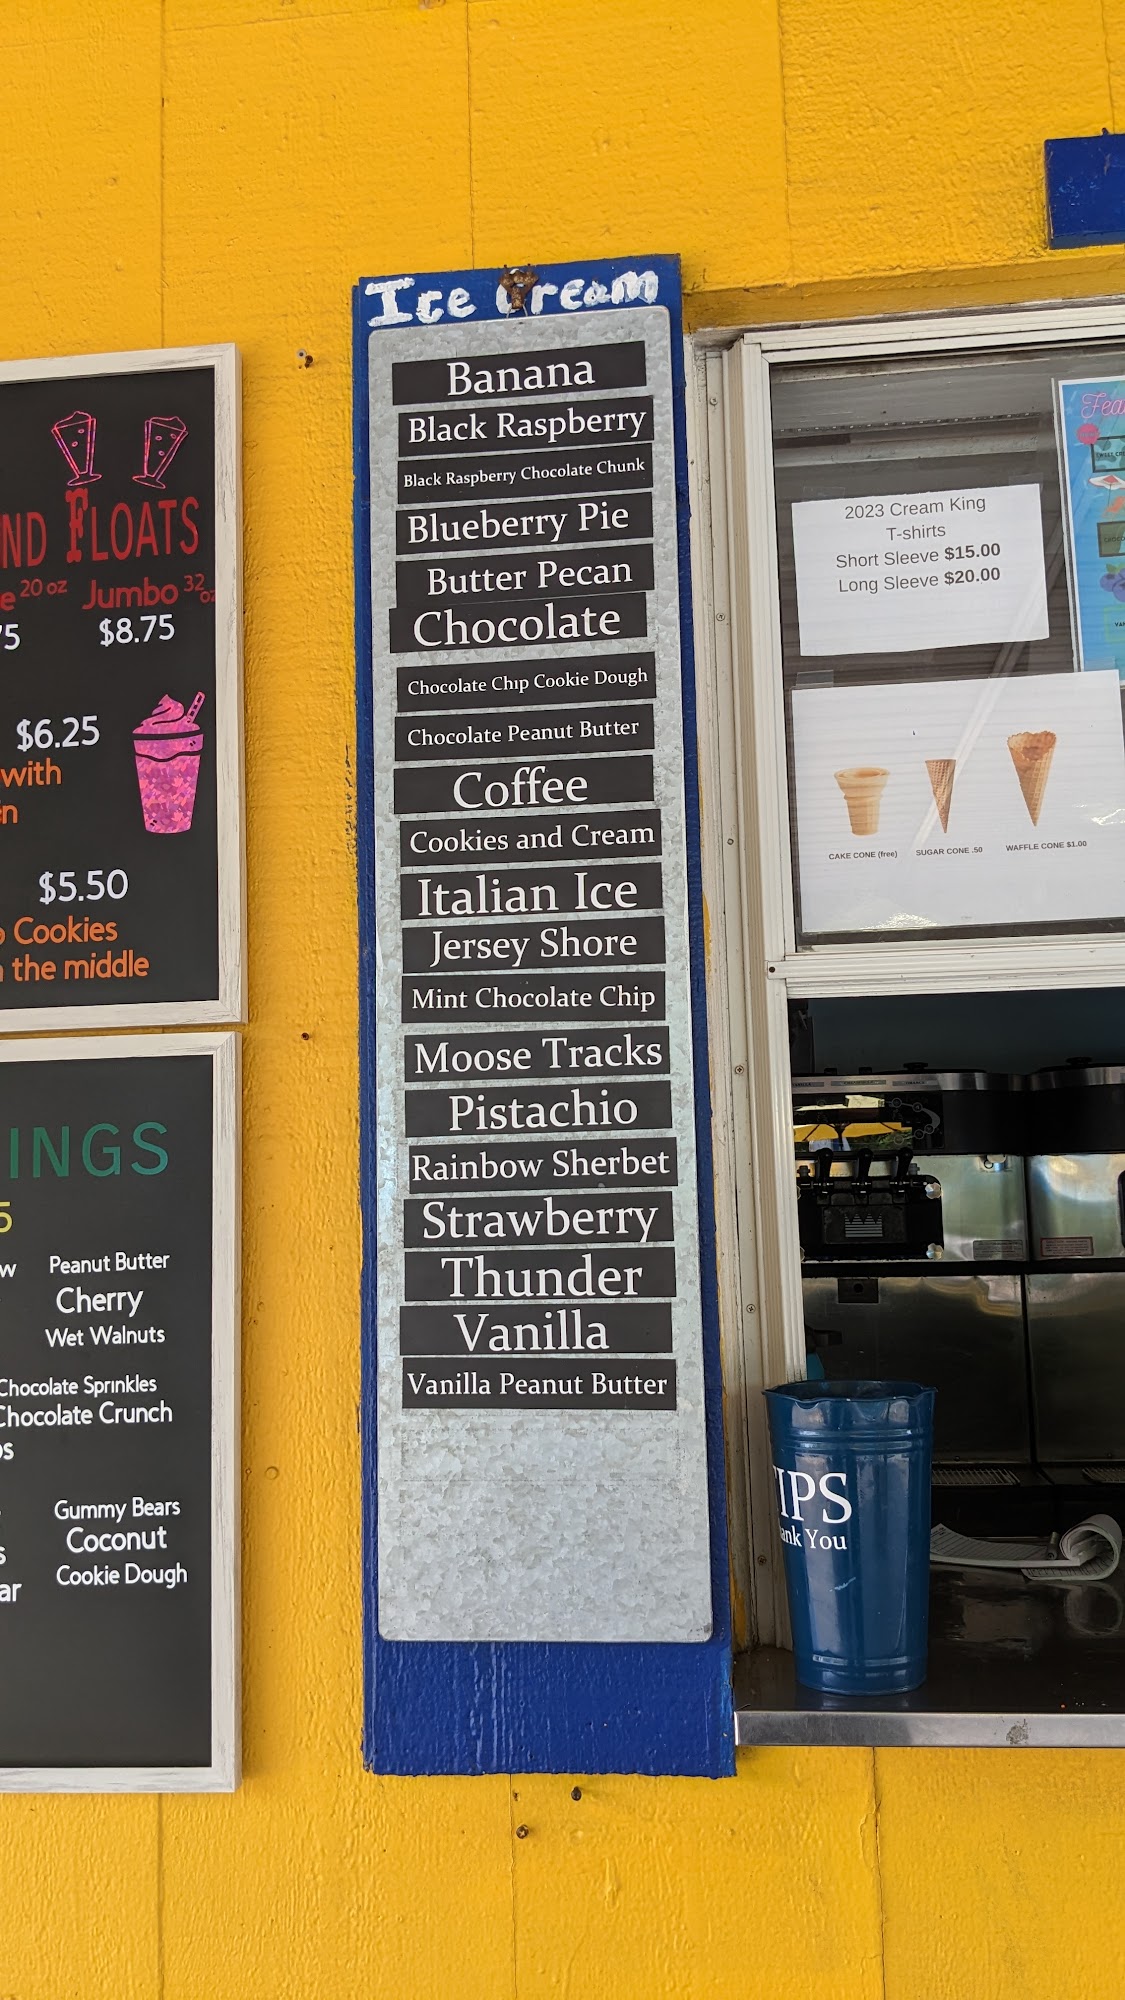 Ice Cream
Banana
Black Raspberry
Black Raspberry Chocolate Chunk
Blueberry Pie
Butter Pecan
Chocolate
Chocolate Chip Cookie Dough
Chocolate Peanut Butter
Coffee
Cookies and Cream
Italian Ice
Jersey Shore
Mint Chocolate Chip
Moose Tracks
Pistachio
Rainbow Sherbet
Strawberry
Thunder
Vanilla
Vanilla Peanut Butter
FLOATS
20 oz Jumbo 32 oz
$8.75
$6.25
with
$5.50
Cookies
the middle
INGS
Peanut Butter
Cherry
Wet Walnuts
Chocolate Sprinkles
Chocolate Crunch
Gummy Bears
Coconut
Cookie Dough
2023 Cream King
T-shirts
Short Sleeve $15.00
Long Sleeve $20.00
CAKE CONE (free) SUGAR CONE .50 WAFFLE CONE $1.00
TIPS
You